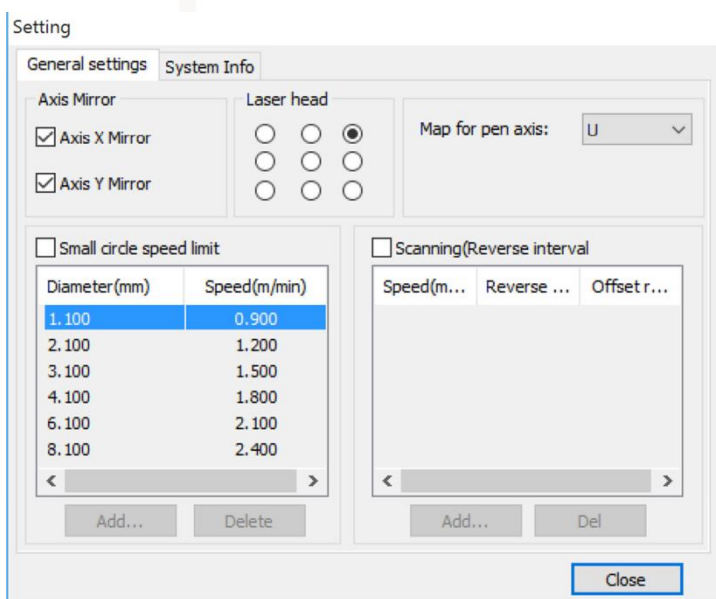 Setting
General settings System Info
Axis Mirror
Axis X Mirror
Axis Y Mirror
Laser head
Map for pen axis: U
Small circle speed limit
Diameter(mm) Speed(m/min)
1.100 0.900
2.100 1.200
3.100 1.500
4.100 1.800
6.100 2.100
8.100 2.400
Add... Delete
Scanning(Reverse interval
Speed(m... Reverse ... Offset r...
Add... Del
Close